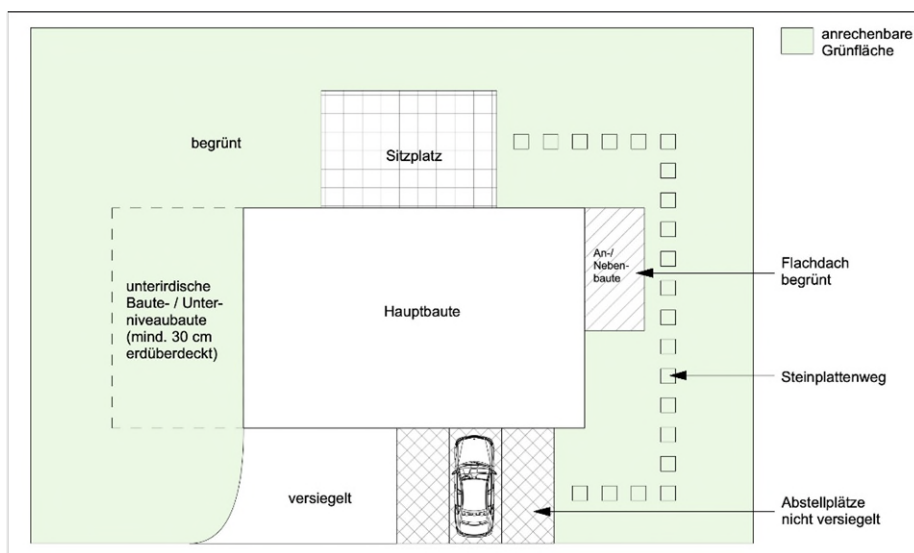 anrechenbare
Grünfläche
begrünt
Sitzplatz
An-/
Neben-
baute
Flachdach
begrünt
unterirdische
Baute- / Unter-
niveaubaute
(mind. 30 cm
erdüberdeckt)
Hauptbaute
Steinplattenweg
versiegelt
Abstellplätze
nicht versiegelt